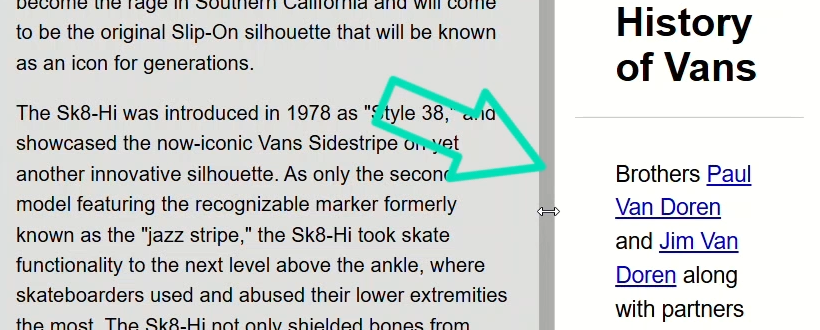 become the rage in Southern California and will come
to be the original Slip-On silhouette that will be known
as an icon for generations.
The Sk8-Hi was introduced in 1978 as "Style 38," and
showcased the now-iconic Vans Sidestripe on yet
another innovative silhouette. As only the second
model featuring the recognizable marker formerly
known as the "jazz stripe," the Sk8-Hi took skate
functionality to the next level above the ankle, where
skateboarders used and abused their lower extremities
the most. The Sk8-Hi not only shielded bones from
History
of Vans
Brothers Paul
Van Doren
and Jim Van
Doren along
with partners